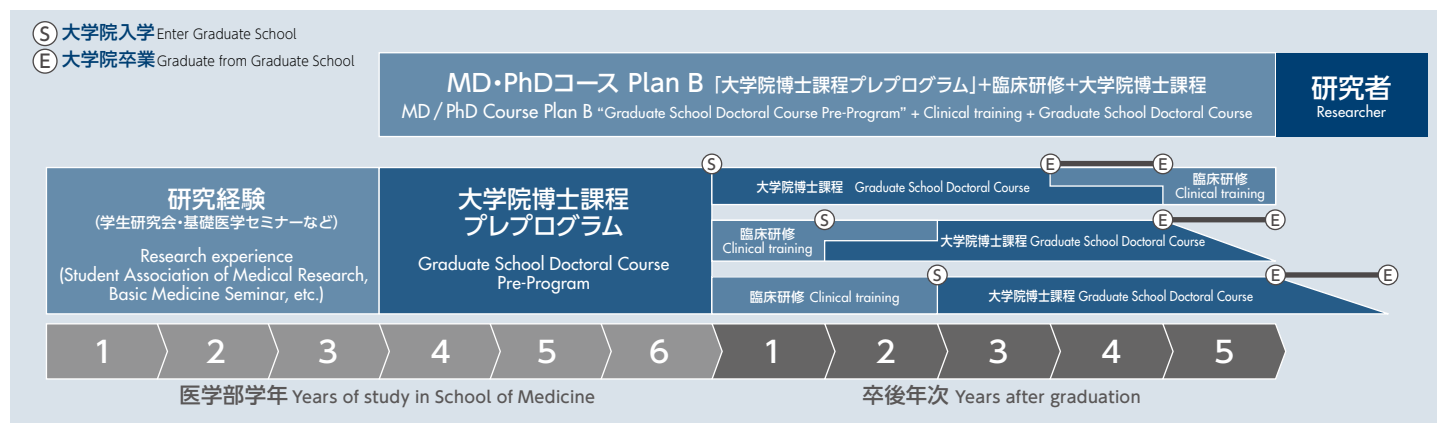 S 大学院入学 Enter Graduate School
E 大学院卒業 Graduate from Graduate School
MD・PhDコース Plan B 「大学院博士課程プレプログラム」+臨床研修+大学院博士課程
MD / PhD Course Plan B “Graduate School Doctoral Course Pre-Program” + Clinical training + Graduate School Doctoral Course
研究者
Researcher
研究経験
(学生研究会・基礎医学セミナーなど)
Research experience
(Student Association of Medical Research,
Basic Medicine Seminar, etc.)
大学院博士課程
プレプログラム
Graduate School Doctoral Course
Pre-Program
S E E
大学院博士課程 Graduate School Doctoral Course
臨床研修
Clinical training
S E E
臨床研修
Clinical training
大学院博士課程 Graduate School Doctoral Course
S E E
臨床研修 Clinical training
大学院博士課程 Graduate School Doctoral Course
1 2 3 4 5 6 1 2 3 4 5
医学部学年 Years of study in School of Medicine
卒後年次 Years after graduation